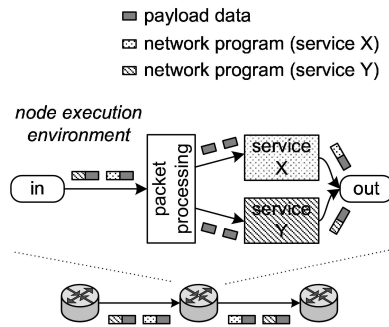 payload data
network program (service X)
network program (service Y)
node execution
environment
in
packet
processing
service
X
service
Y
out